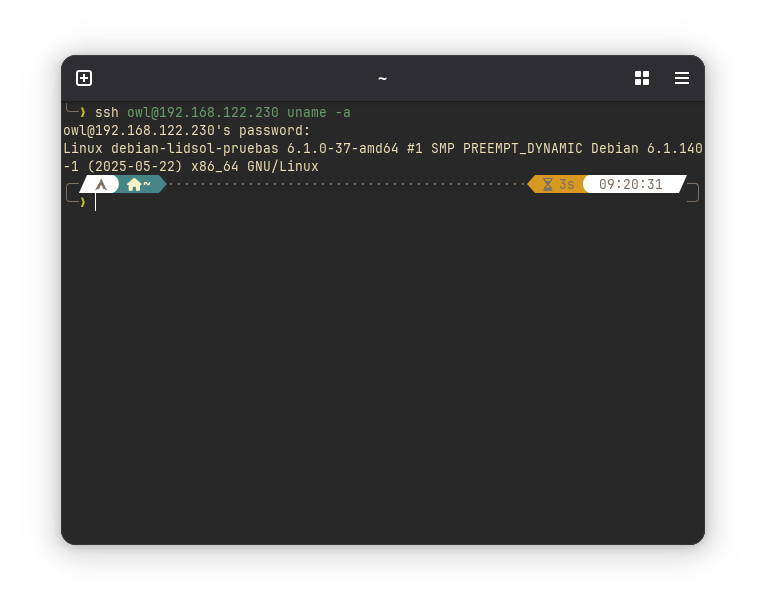 ~
❯ ssh owl@192.168.122.230 uname -a
owl@192.168.122.230's password:
Linux debian-lidsol-pruebas 6.1.0-37-amd64 #1 SMP PREEMPT_DYNAMIC Debian 6.1.140
-1 (2025-05-22) x86_64 GNU/Linux
~ 3s 09:20:31
❯